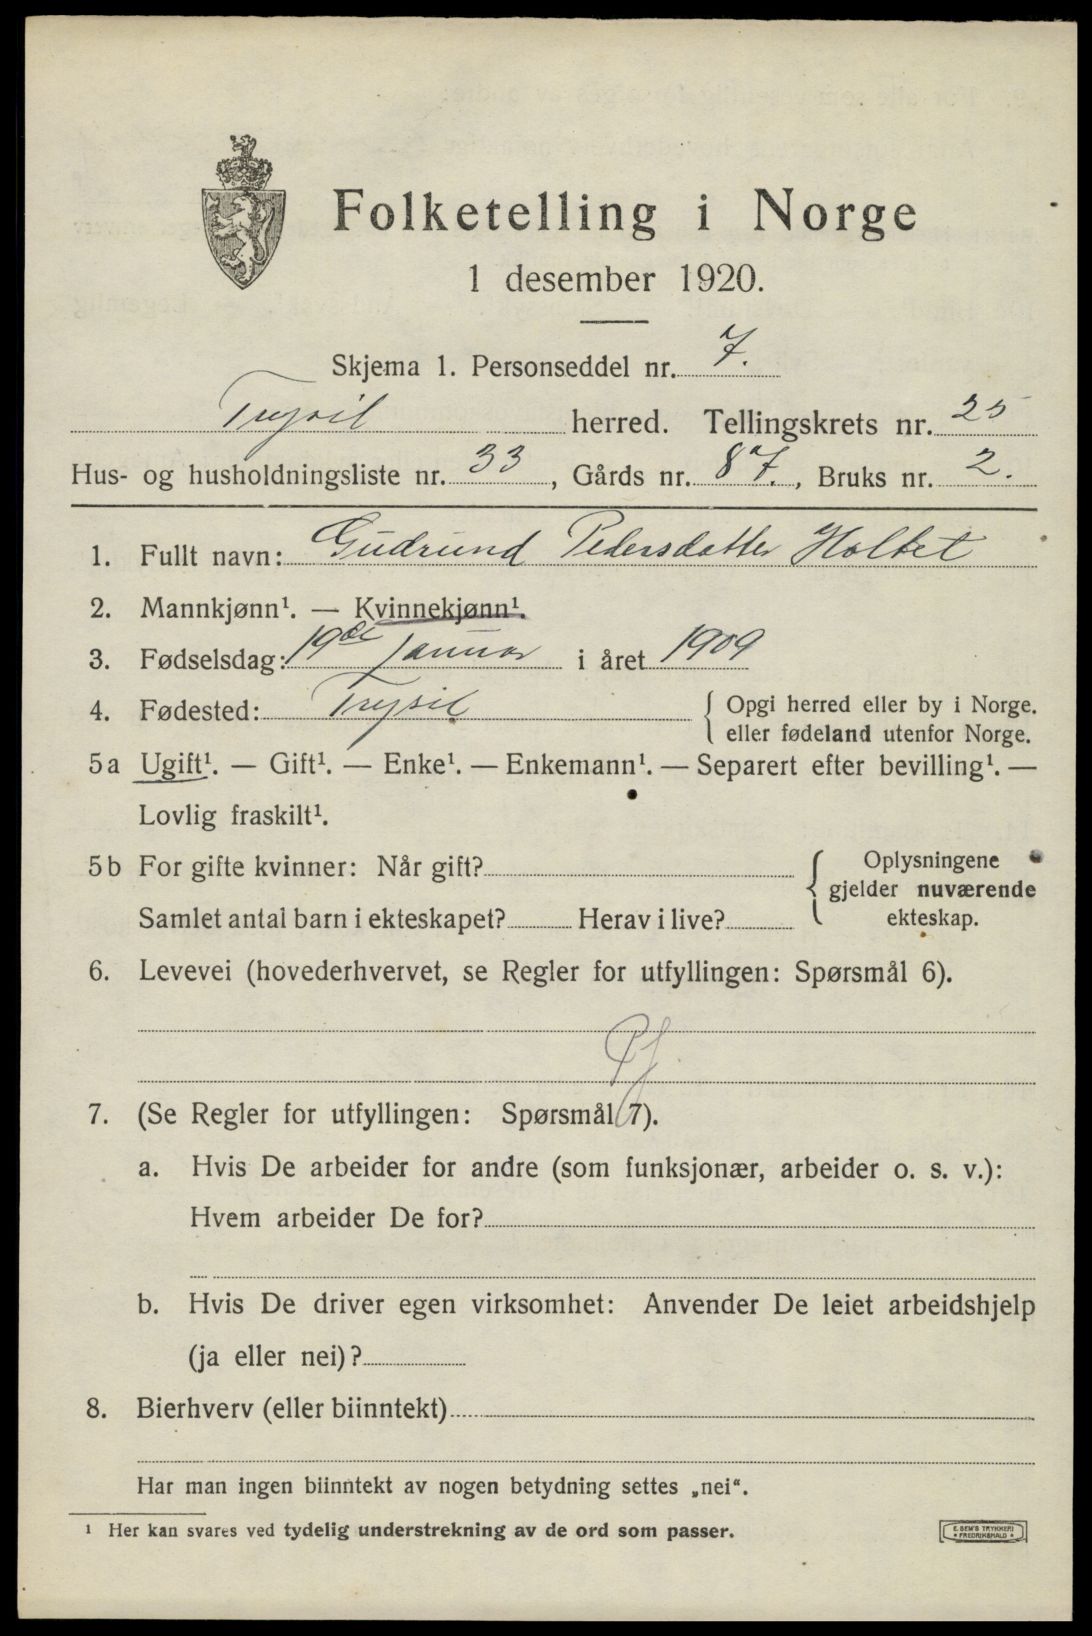 Folketelling i Norge
1 desember 1920.
Skjema 1. Personseddel nr. 7.
Trysil herred. Tellingskrets nr. 25
Hus- og husholdningsliste nr. 33, Gårds nr. 87., Bruks nr. 2.
1. Fullt navn: Gudrund Pedersdatter Holtet
2. Mannkjønn¹. — Kvinnekjønn¹.
3. Fødselsdag: 19de januar i året 1909
4. Fødested: Trysil { Opgi herred eller by i Norge.
eller fødeland utenfor Norge.
5a Ugift¹. — Gift¹. — Enke¹. — Enkemann¹. — Separert efter bevilling¹. —
Lovlig fraskilt¹.
5b For gifte kvinner: Når gift? { Oplysningene
gjelder nuværende
Samlet antal barn i ekteskapet? Herav i live? ekteskap.
6. Levevei (hovederhvervet, se Regler for utfyllingen: Spørsmål 6).
Pf.
7. (Se Regler for utfyllingen: Spørsmål 7).
a. Hvis De arbeider for andre (som funksjonær, arbeider o. s. v.):
Hvem arbeider De for?
b. Hvis De driver egen virksomhet: Anvender De leiet arbeidshjelp
(ja eller nei)?
8. Bierhverv (eller biinntekt)
Har man ingen biinntekt av nogen betydning settes „nei“.
¹ Her kan svares ved tydelig understrekning av de ord som passer.
E. SEM'S TRYKKERI
• FREDRIKSHALD •